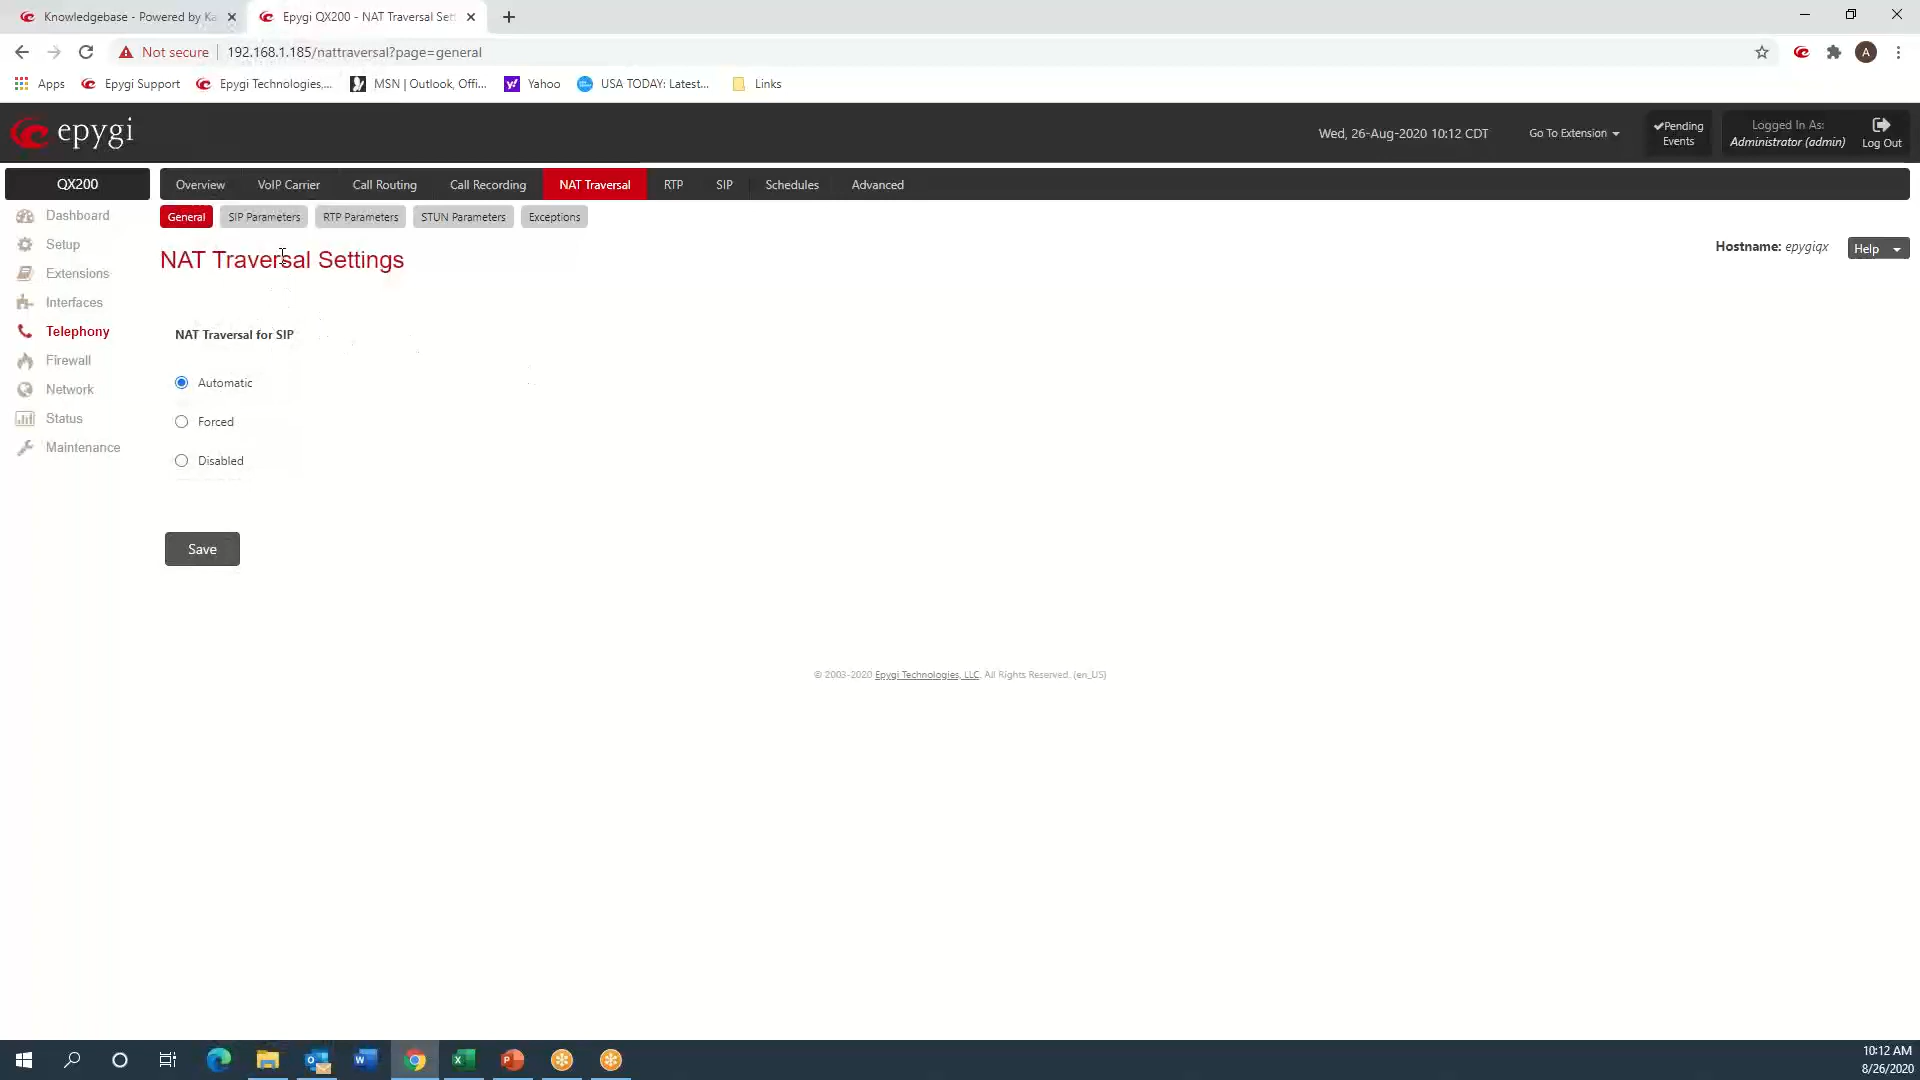 Knowledgebase - Powered by Ka
Epygi QX200 - NAT Traversal Sett
Not secure
192.168.1.185/nattraversal?page=general
A
Apps
Epygi Support
Epygi Technologies,...
MSN | Outlook, Offi...
Yahoo
USA TODAY: Latest...
Links
epygi
Wed, 26-Aug-2020 10:12 CDT
Go To Extension
Pending
Events
Logged In As:
Administrator (admin)
Log Out
QX200
Overview
VoIP Carrier
Call Routing
Call Recording
NAT Traversal
RTP
SIP
Schedules
Advanced
General
SIP Parameters
RTP Parameters
STUN Parameters
Exceptions
Dashboard
Setup
Extensions
Interfaces
Telephony
Firewall
Network
Status
Maintenance
NAT Traversal Settings
Hostname: epygiqx
Help
NAT Traversal for SIP
Automatic
Forced
Disabled
Save
© 2003-2020 Epygi Technologies, LLC. All Rights Reserved. (en_US)
10:12 AM
8/26/2020